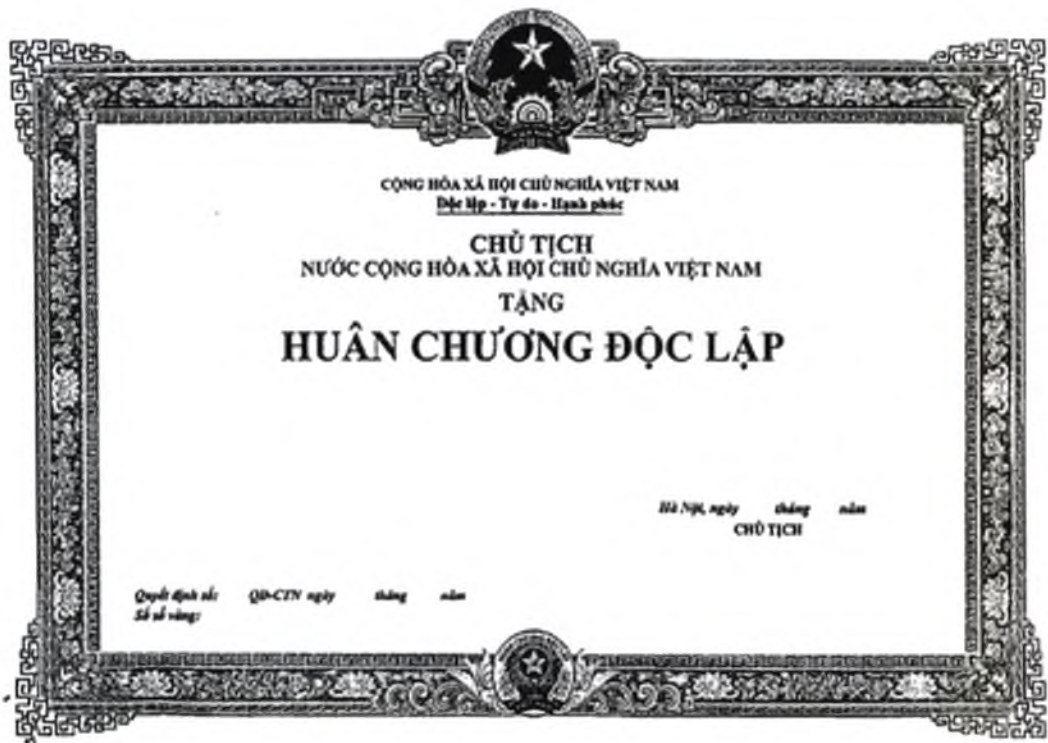 CỘNG HÒA XÃ HỘI CHỦ NGHĨA VIỆT NAM
Độc lập - Tự do - Hạnh phúc
CHỦ TỊCH
NƯỚC CỘNG HÒA XÃ HỘI CHỦ NGHĨA VIỆT NAM
TẶNG
HUÂN CHƯƠNG ĐỘC LẬP
Hà Nội, ngày tháng năm
CHỦ TỊCH
Quyết định số: QĐ-CTN ngày tháng năm
Số sổ vàng: